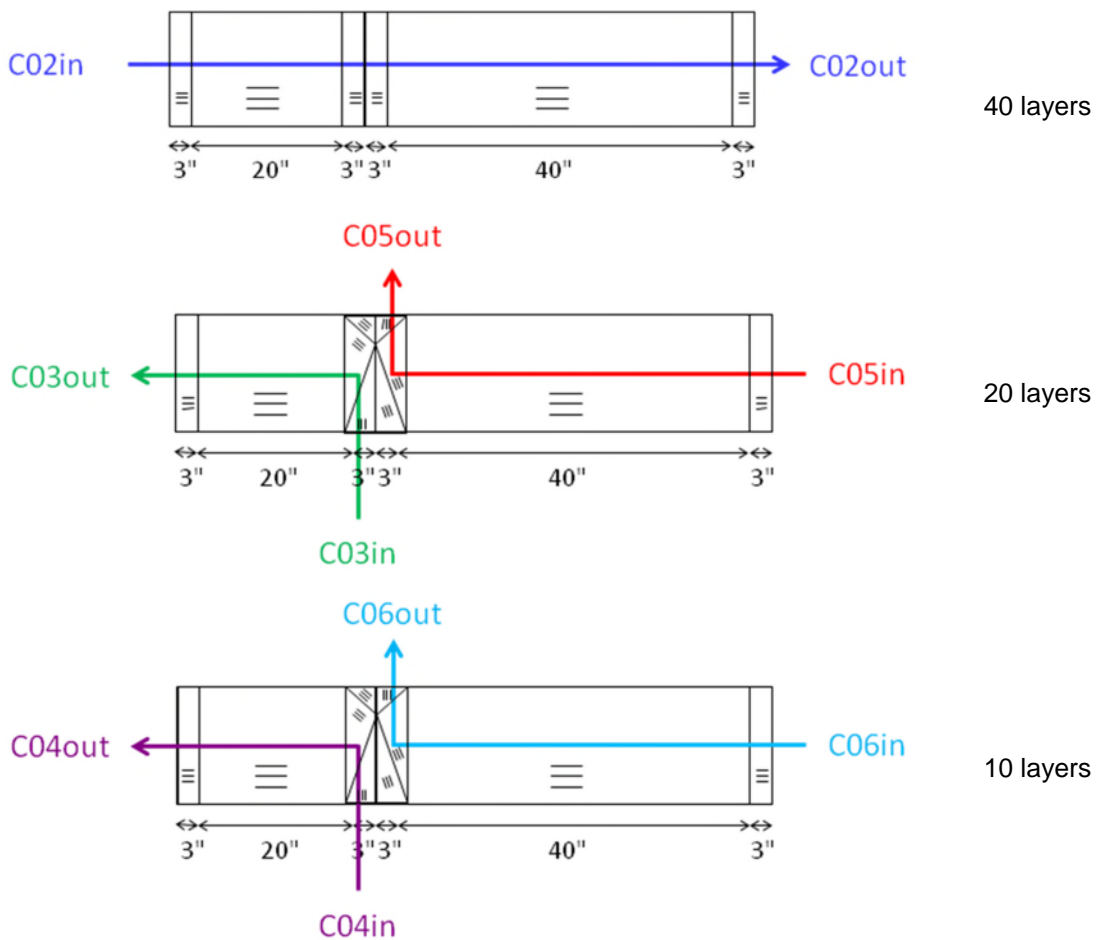 C02in
C02out
40 layers
3" 20" 3" 3" 40" 3"
C05out
C03out
C05in
20 layers
3" 20" 3" 3" 40" 3"
C03in
C06out
C04out
C06in
10 layers
3" 20" 3" 3" 40" 3"
C04in